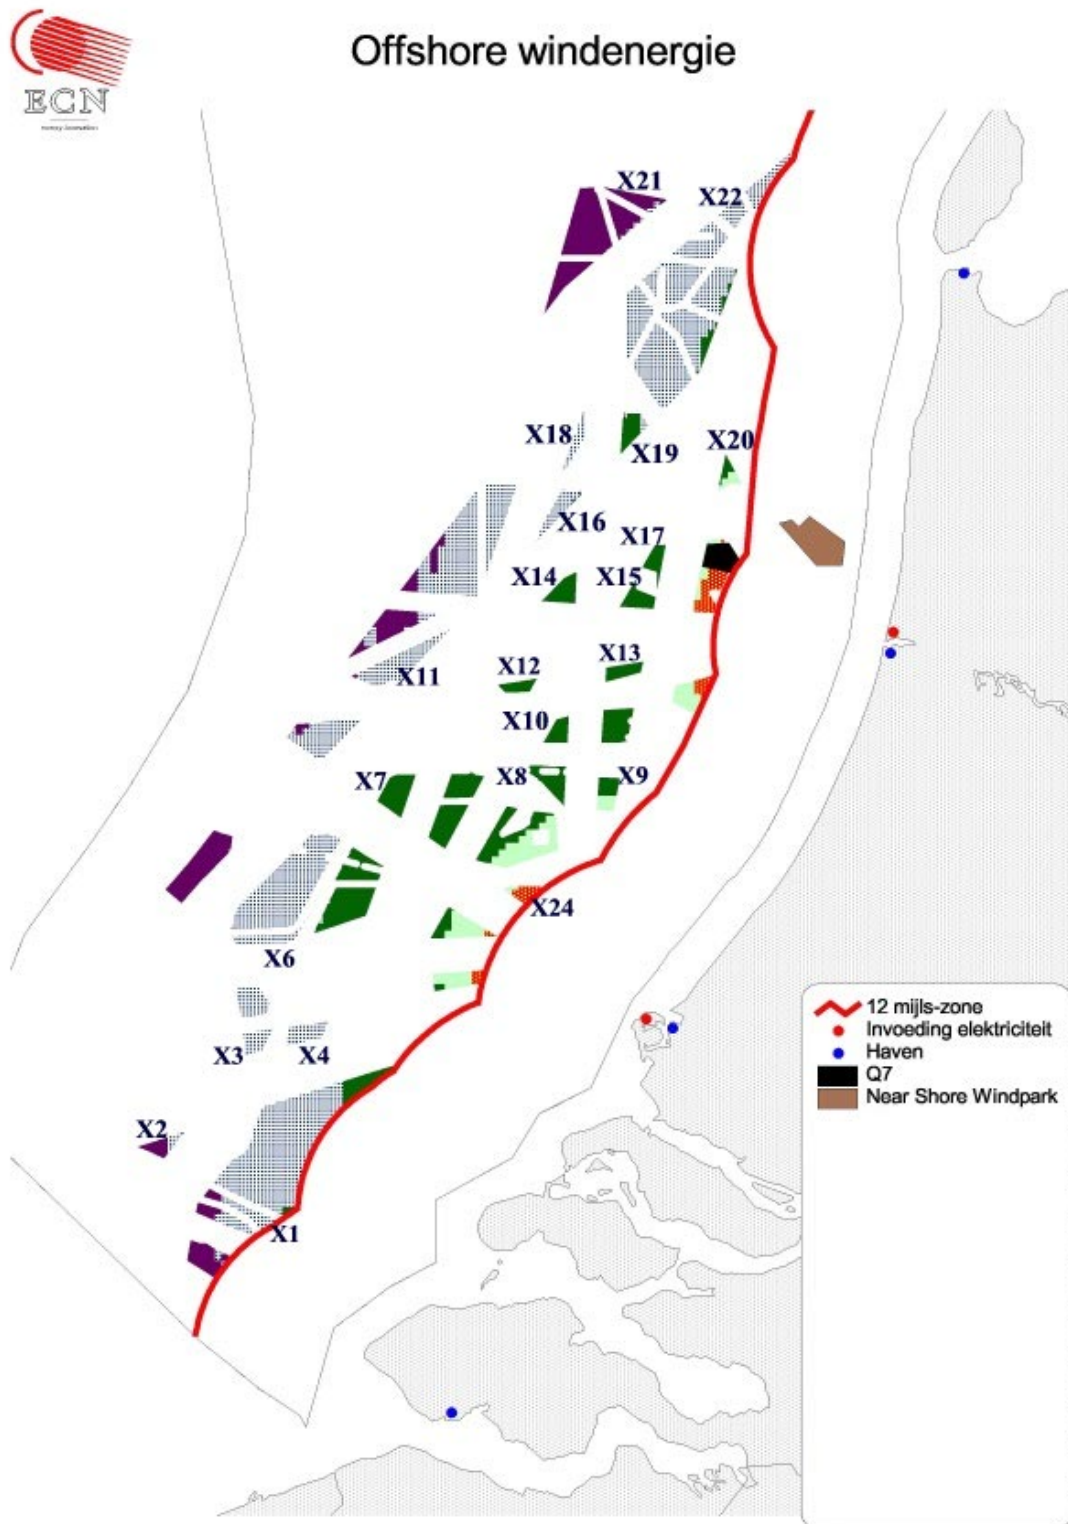 Offshore windenergie
ECN
X21
X22
X18
X19
X20
X16
X17
X14
X15
X13
X12
X11
X10
X7
X8
X9
X24
X6
X3
X4
X2
X1
12 mijls-zone
Invoeding elektriciteit
Haven
Q7
Near Shore Windpark